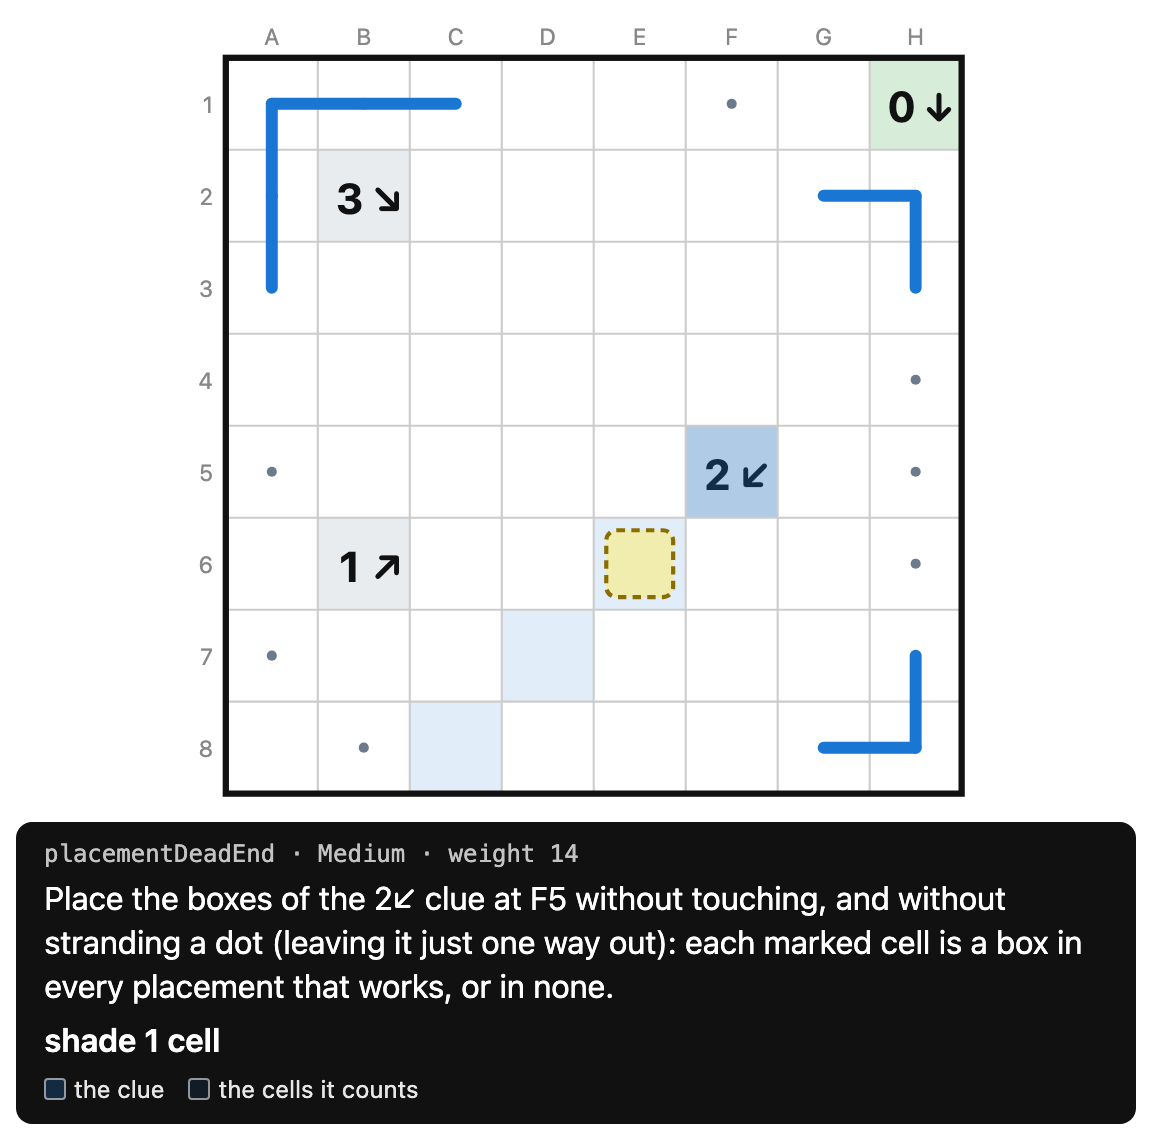 A B C D E F G H
1 0↓
2 3↘
3
4
5 2↙
6 1↗
7
8
placementDeadEnd · Medium · weight 14
Place the boxes of the 2↙ clue at F5 without touching, and without
stranding a dot (leaving it just one way out): each marked cell is a box in
every placement that works, or in none.
shade 1 cell
the clue the cells it counts